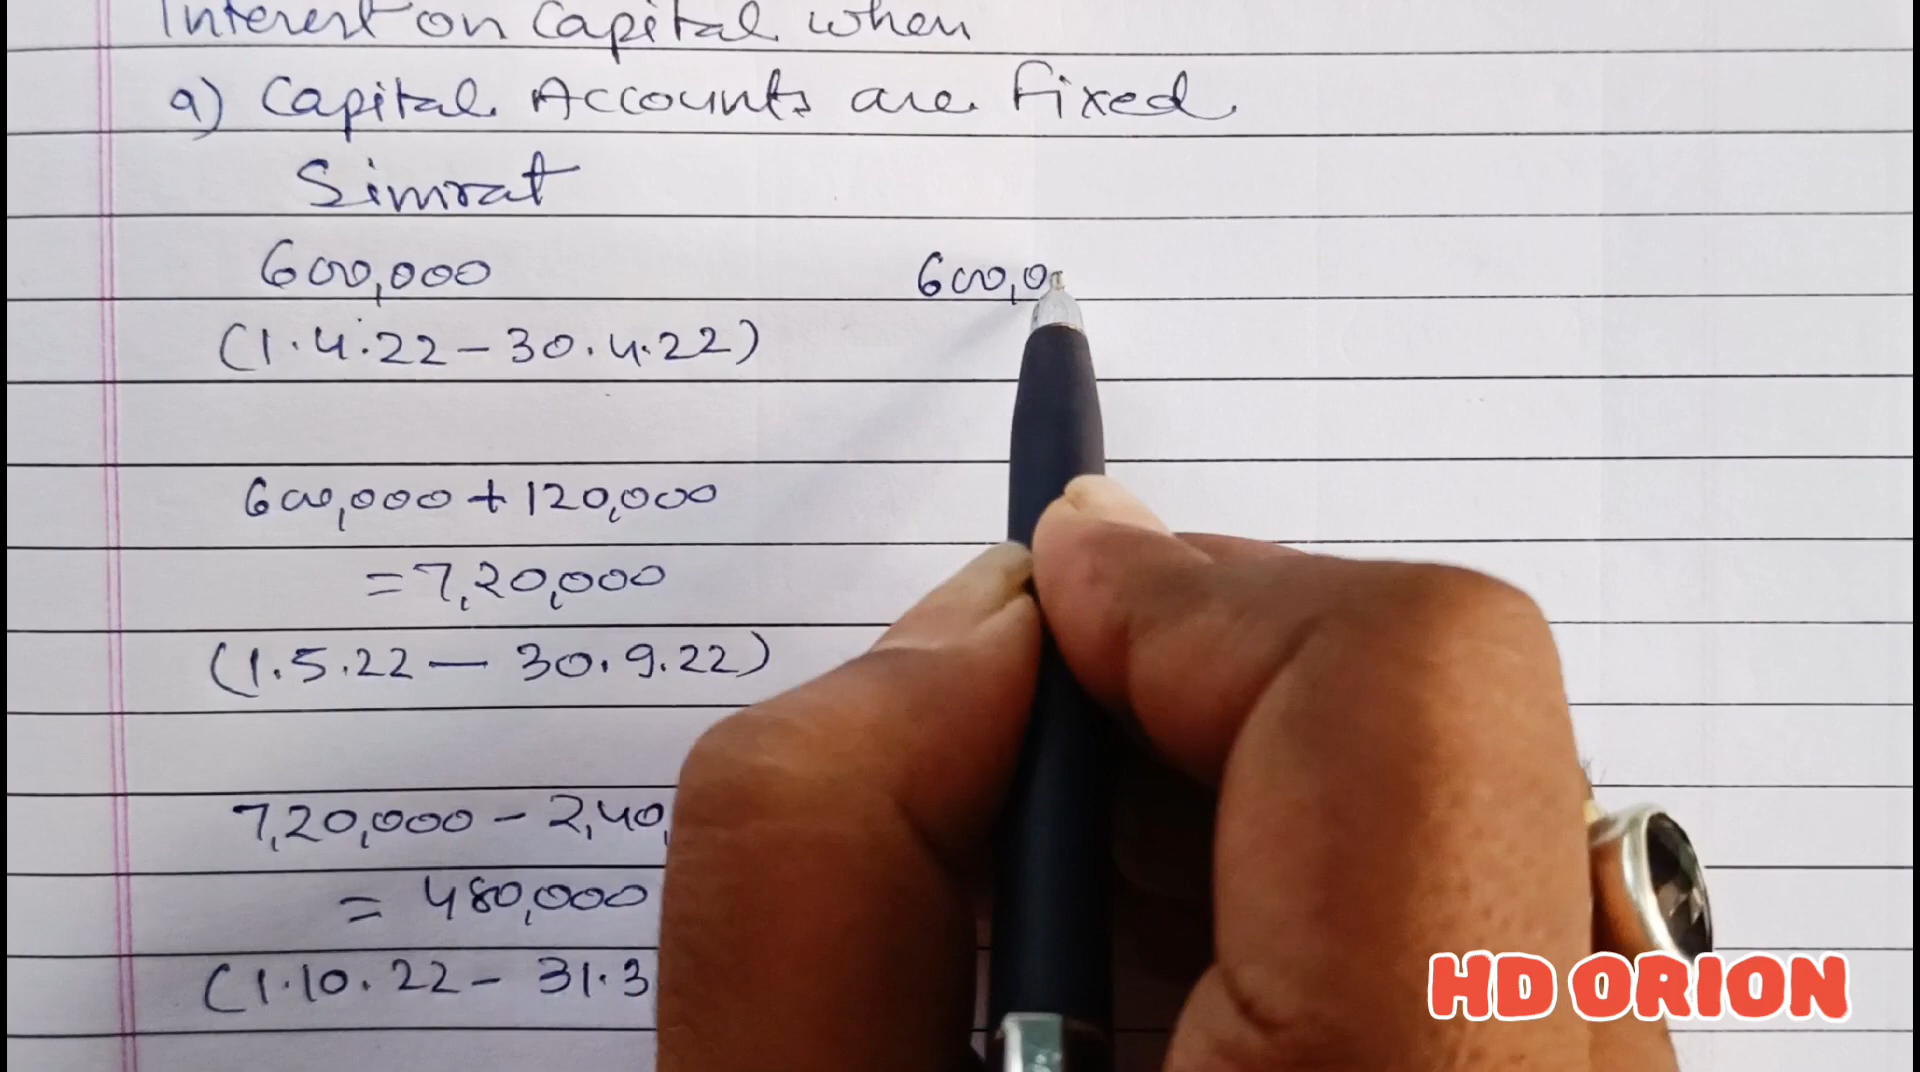 Interest on Capital when
a) Capital Accounts are Fixed
Simrat
600,000 600,0
(1.4.22 - 30.4.22)
600,000 + 120,000
= 7,20,000
(1.5.22 - 30.9.22)
7,20,000 - 2,40,
= 480,000
(1.10.22 - 31.3
HD ORION